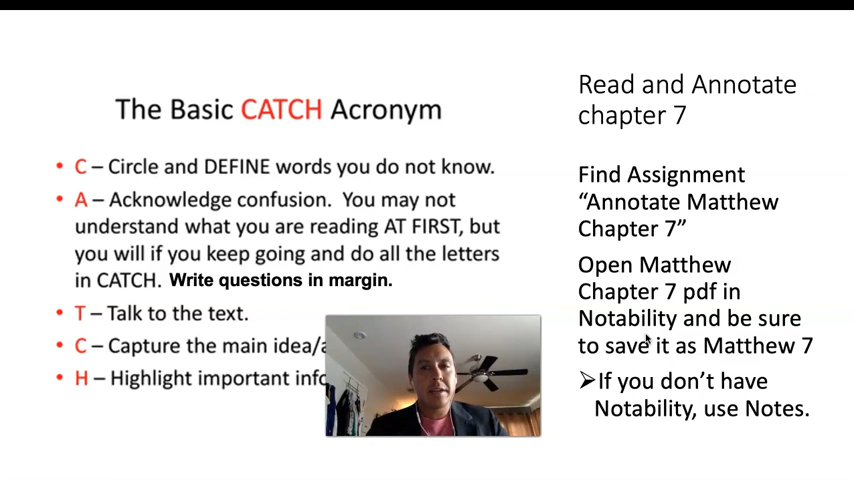 The Basic CATCH Acronym
• C – Circle and DEFINE words you do not know.
• A – Acknowledge confusion. You may not
understand what you are reading AT FIRST, but
you will if you keep going and do all the letters
in CATCH. Write questions in margin.
• T – Talk to the text.
• C – Capture the main idea/
• H – Highlight important
Read and Annotate
chapter 7
Find Assignment
“Annotate Matthew
Chapter 7”
Open Matthew
Chapter 7 pdf in
Notability and be sure
to save it as Matthew 7
➢If you don’t have
Notability, use Notes.